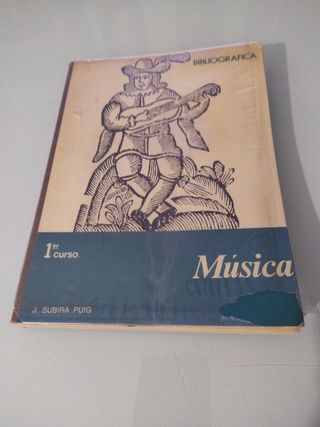 BIBLIOGRAFICA
1er curso.
Música
J. SUBIRA PUIG